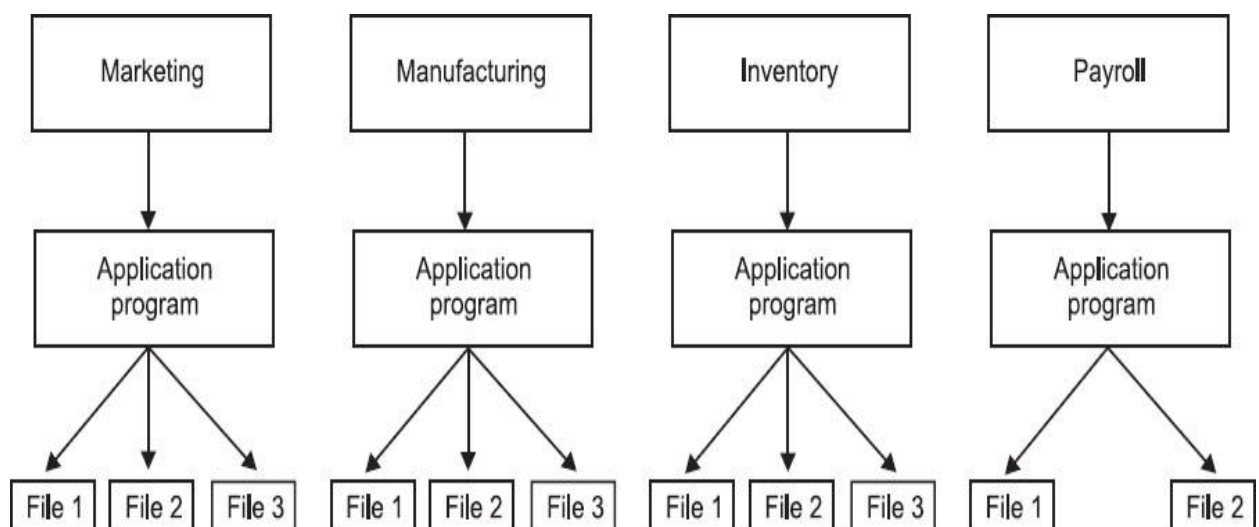 Marketing
Manufacturing
Inventory
Payroll
Application
program
Application
program
Application
program
Application
program
File 1
File 2
File 3
File 1
File 2
File 3
File 1
File 2
File 3
File 1
File 2